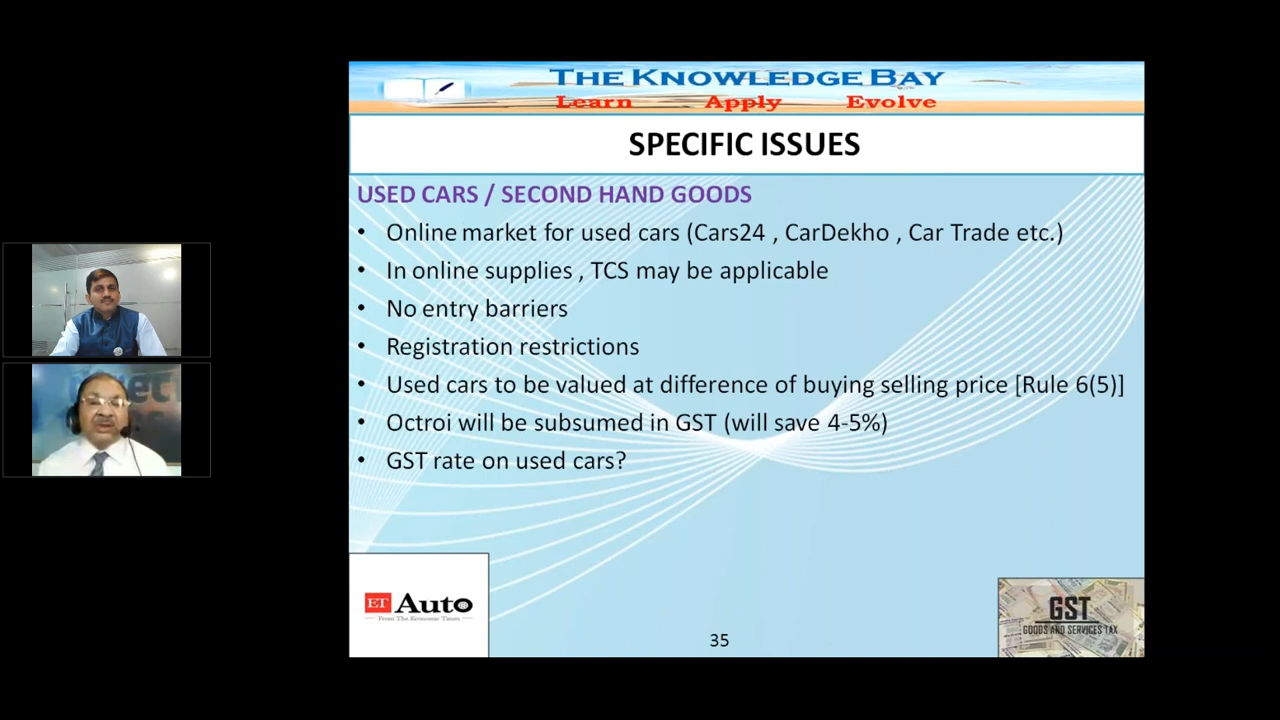 THE KNOWLEDGE BAY
Learn Apply Evolve
SPECIFIC ISSUES
USED CARS / SECOND HAND GOODS
• Online market for used cars (Cars24 , CarDekho , Car Trade etc.)
• In online supplies , TCS may be applicable
• No entry barriers
• Registration restrictions
• Used cars to be valued at difference of buying selling price [Rule 6(5)]
• Octroi will be subsumed in GST (will save 4-5%)
• GST rate on used cars?
ET Auto
From The Economic Times
35
GST
GOODS AND SERVICES TAX